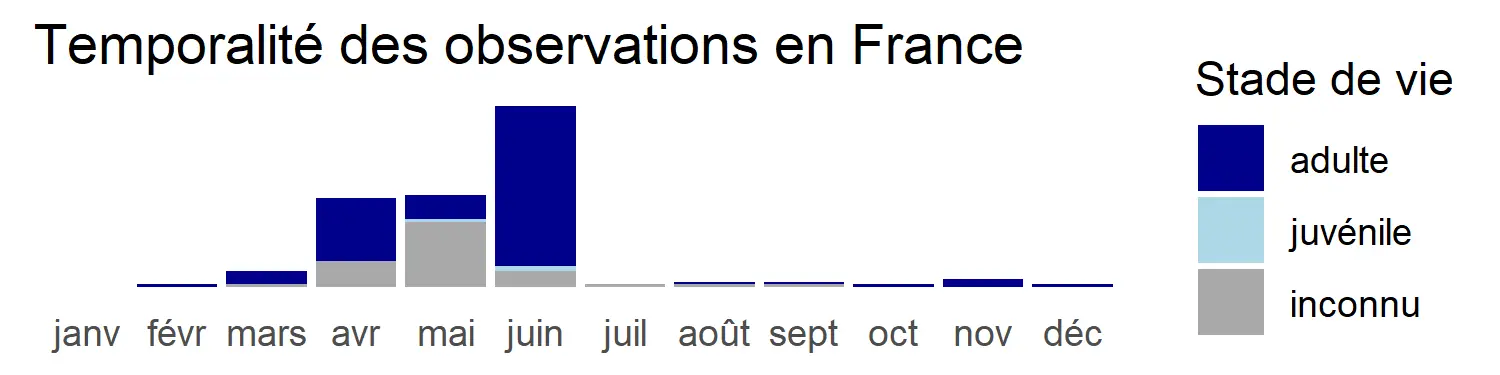 Temporalité des observations en France
Stade de vie
adulte
juvénile
inconnu
janv févr mars avr mai juin juil août sept oct nov déc